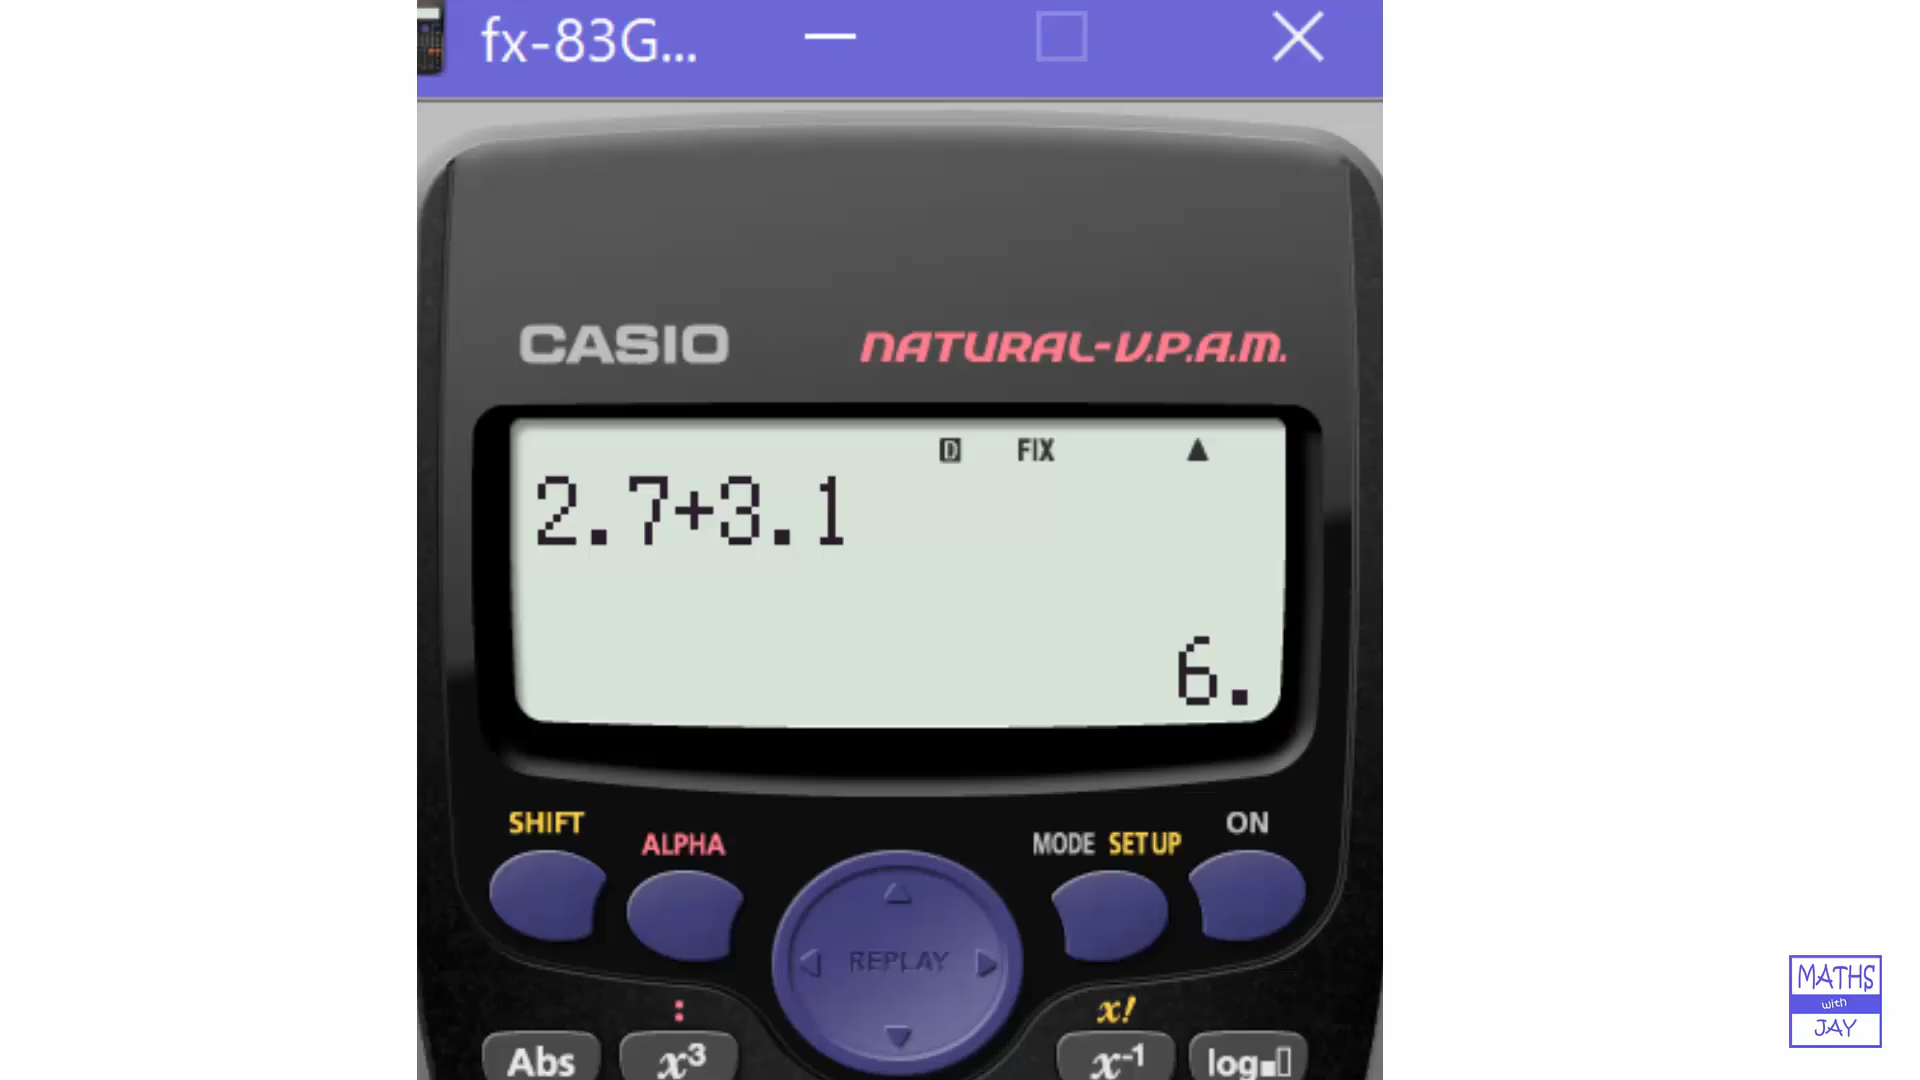 fx-83G...
CASIO NATURAL-V.P.A.M.
D FIX ▲
2.7+3.1
6.
SHIFT ALPHA MODE SETUP ON
REPLAY
: x!
Abs x³ x⁻¹ log■▯
MATHS
with
JAY